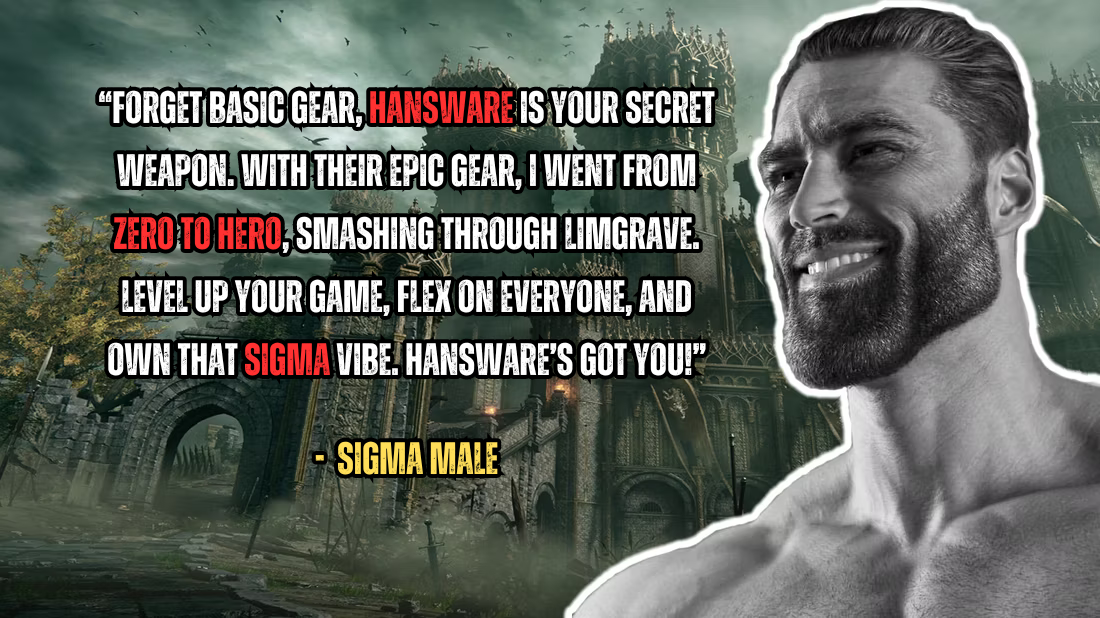 “FORGET BASIC GEAR, HANSWARE IS YOUR SECRET
WEAPON. WITH THEIR EPIC GEAR, I WENT FROM
ZERO TO HERO, SMASHING THROUGH LIMGRAVE.
LEVEL UP YOUR GAME, FLEX ON EVERYONE, AND
OWN THAT SIGMA VIBE. HANSWARE’S GOT YOU!”
- SIGMA MALE